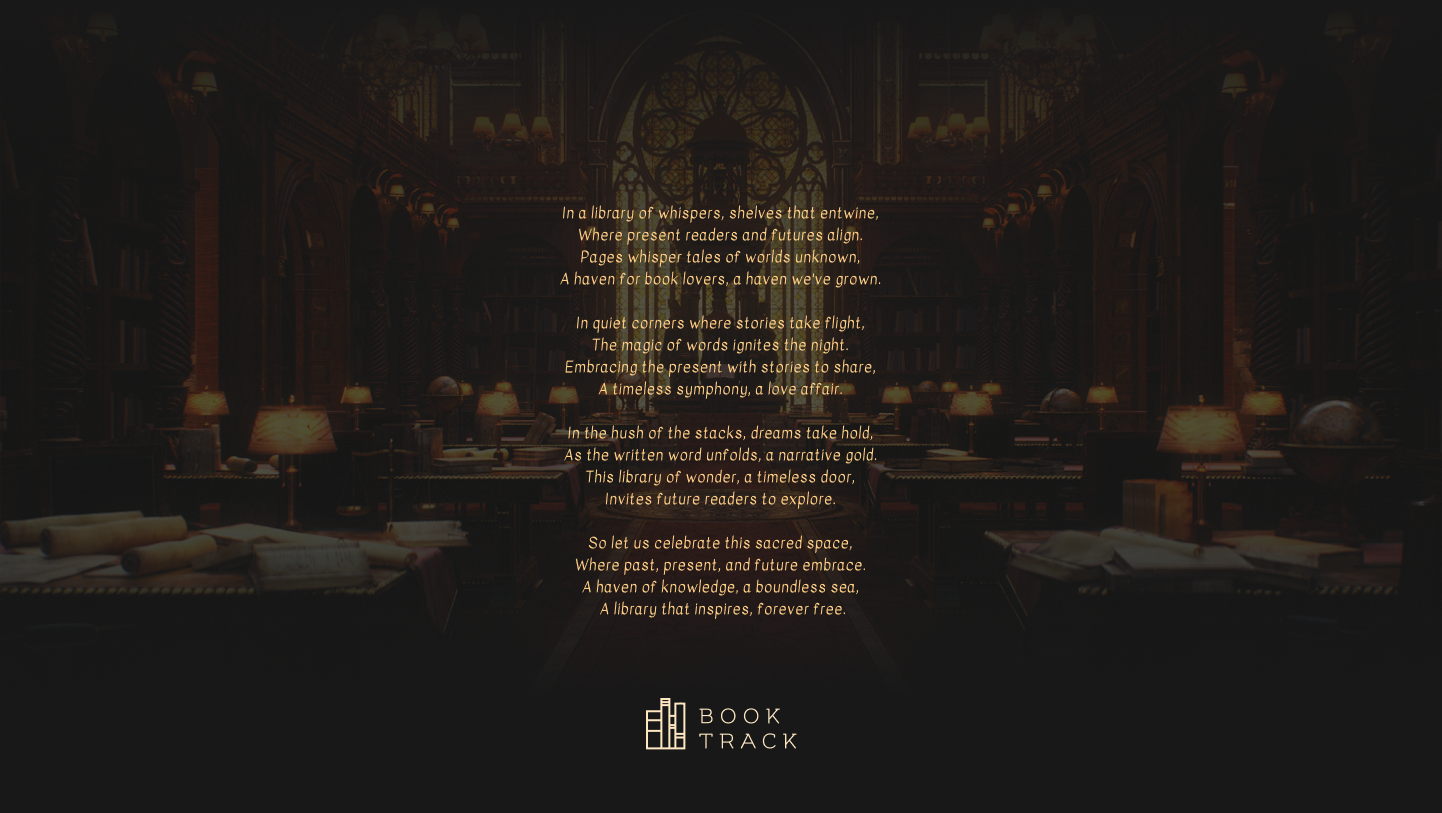 In a library of whispers, shelves that entwine,
Where present readers and futures align.
Pages whisper tales of worlds unknown,
A haven for book lovers, a haven we've grown.
In quiet corners where stories take flight,
The magic of words ignites the night.
Embracing the present with stories to share,
A timeless symphony, a love affair.
In the hush of the stacks, dreams take hold,
As the written word unfolds, a narrative gold.
This library of wonder, a timeless door,
Invites future readers to explore.
So let us celebrate this sacred space,
Where past, present, and future embrace.
A haven of knowledge, a boundless sea,
A library that inspires, forever free.
BOOK
TRACK